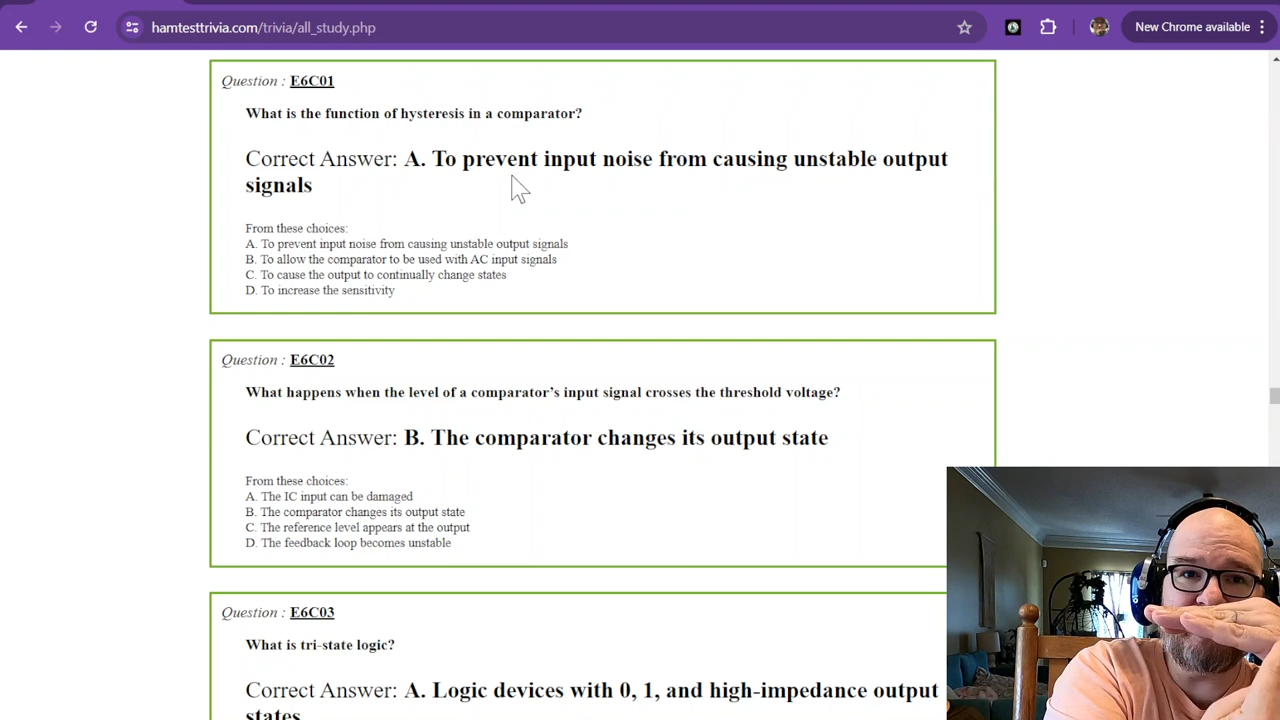 hamtesttrivia.com/trivia/all_study.php
New Chrome available
Question : E6C01
What is the function of hysteresis in a comparator?
Correct Answer: A. To prevent input noise from causing unstable output
signals
From these choices:
A. To prevent input noise from causing unstable output signals
B. To allow the comparator to be used with AC input signals
C. To cause the output to continually change states
D. To increase the sensitivity
Question : E6C02
What happens when the level of a comparator’s input signal crosses the threshold voltage?
Correct Answer: B. The comparator changes its output state
From these choices:
A. The IC input can be damaged
B. The comparator changes its output state
C. The reference level appears at the output
D. The feedback loop becomes unstable
Question : E6C03
What is tri-state logic?
Correct Answer: A. Logic devices with 0, 1, and high-impedance output
states